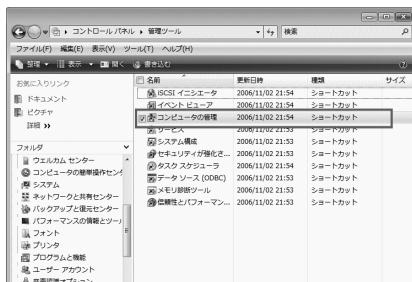 コントロール パネル ▸ 管理ツール
検索
ファイル(F) 編集(E) 表示(V) ツール(T) ヘルプ(H)
整理 表示 開く 書き込む
お気に入りリンク
ドキュメント
ピクチャ
詳細 »
フォルダ
ウエルカム センター
コンピュータの簡単操作セン
システム
ネットワークと共有センター
バックアップと復元センター
パフォーマンスの情報とツー
フォント
プリンタ
プログラムと機能
ユーザー アカウント
音声認識オプション
名前 更新日時 種類 サイズ
iSCSI イニシエータ 2006/11/02 21:54 ショートカット
イベント ビューア 2006/11/02 21:54 ショートカット
コンピュータの管理 2006/11/02 21:54 ショートカット
サービス 2006/11/02 21:53 ショートカット
システム構成 2006/11/02 21:53 ショートカット
セキュリティが強化さ... 2006/11/02 21:53 ショートカット
タスク スケジューラ 2006/11/02 21:54 ショートカット
データ ソース (ODBC) 2006/11/02 21:53 ショートカット
メモリ診断ツール 2006/11/02 21:53 ショートカット
信頼性とパフォーマン... 2006/11/02 21:53 ショートカット